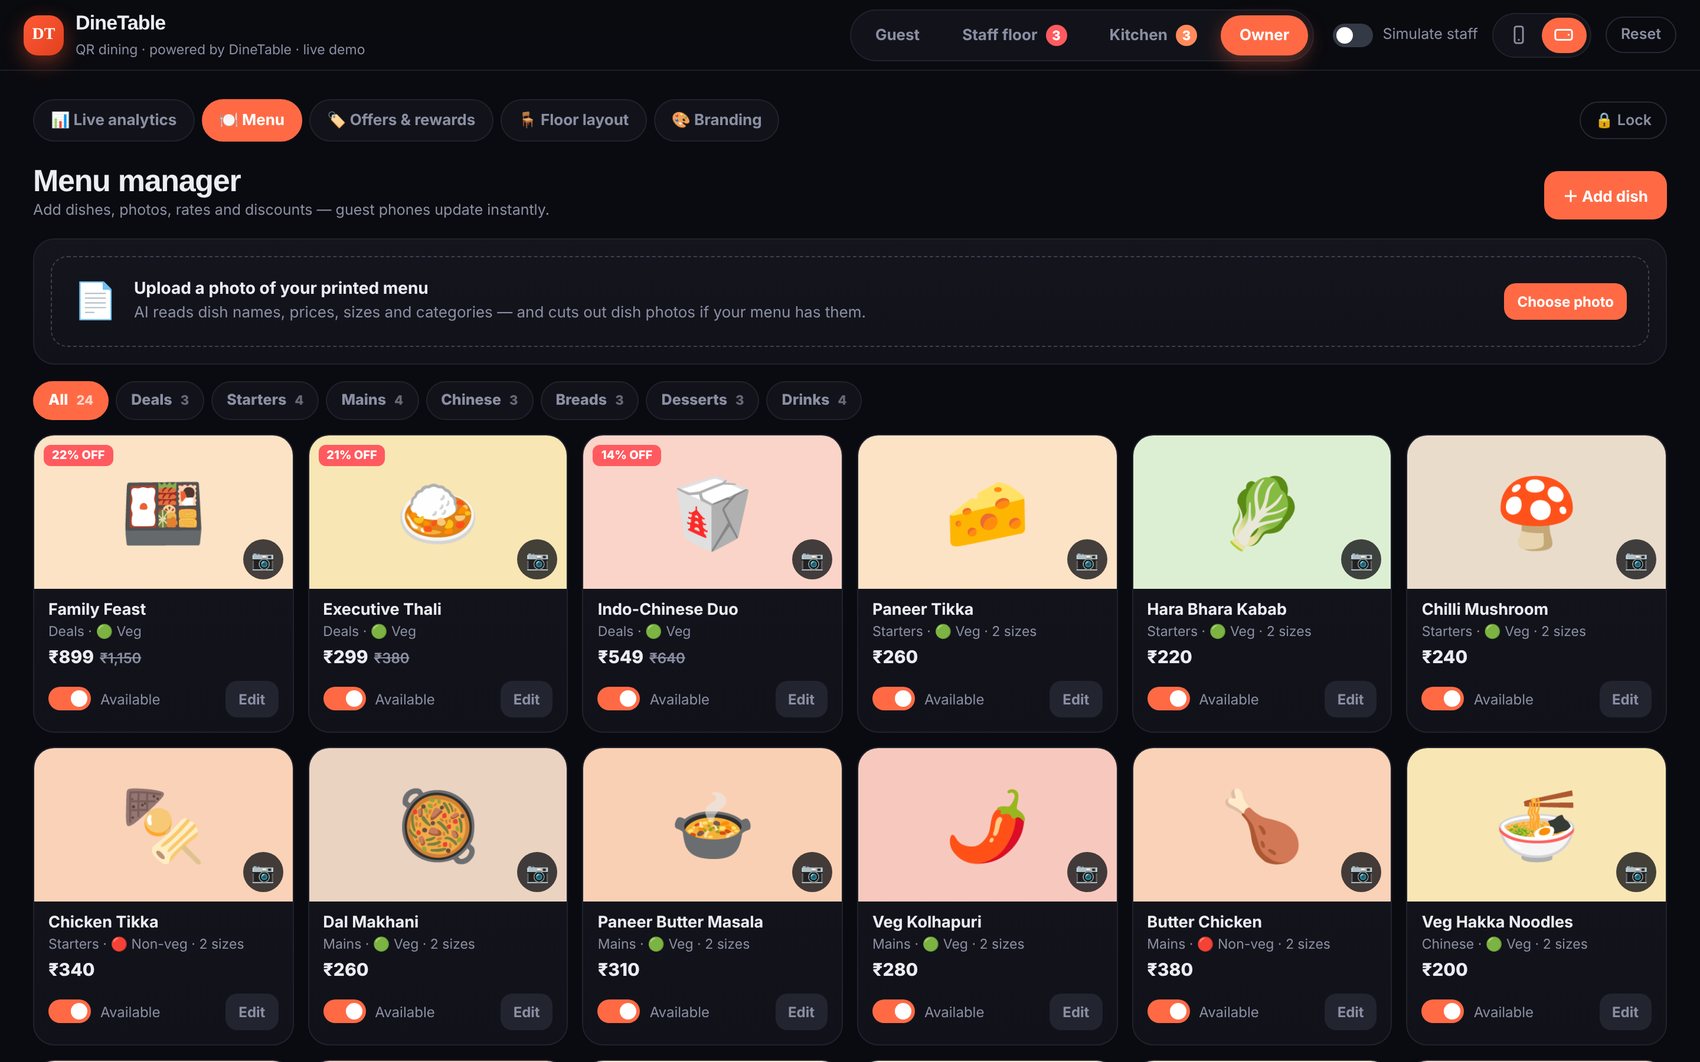 DT
DineTable
QR dining · powered by DineTable · live demo
Guest
Staff floor 3
Kitchen 3
Owner
Simulate staff
Reset
📊 Live analytics
🍽️ Menu
🏷️ Offers & rewards
🪑 Floor layout
🎨 Branding
🔒 Lock
Menu manager
Add dishes, photos, rates and discounts — guest phones update instantly.
+ Add dish
Upload a photo of your printed menu
AI reads dish names, prices, sizes and categories — and cuts out dish photos if your menu has them.
Choose photo
All 24
Deals 3
Starters 4
Mains 4
Chinese 3
Breads 3
Desserts 3
Drinks 4
22% OFF
Family Feast
Deals · 🟢 Veg
₹899 ₹1,150
Available
Edit
21% OFF
Executive Thali
Deals · 🟢 Veg
₹299 ₹380
Available
Edit
14% OFF
Indo-Chinese Duo
Deals · 🟢 Veg
₹549 ₹640
Available
Edit
Paneer Tikka
Starters · 🟢 Veg · 2 sizes
₹260
Available
Edit
Hara Bhara Kabab
Starters · 🟢 Veg · 2 sizes
₹220
Available
Edit
Chilli Mushroom
Starters · 🟢 Veg · 2 sizes
₹240
Available
Edit
Chicken Tikka
Starters · 🔴 Non-veg · 2 sizes
₹340
Available
Edit
Dal Makhani
Mains · 🟢 Veg · 2 sizes
₹260
Available
Edit
Paneer Butter Masala
Mains · 🟢 Veg · 2 sizes
₹310
Available
Edit
Veg Kolhapuri
Mains · 🟢 Veg · 2 sizes
₹280
Available
Edit
Butter Chicken
Mains · 🔴 Non-veg · 2 sizes
₹380
Available
Edit
Veg Hakka Noodles
Chinese · 🟢 Veg · 2 sizes
₹200
Available
Edit